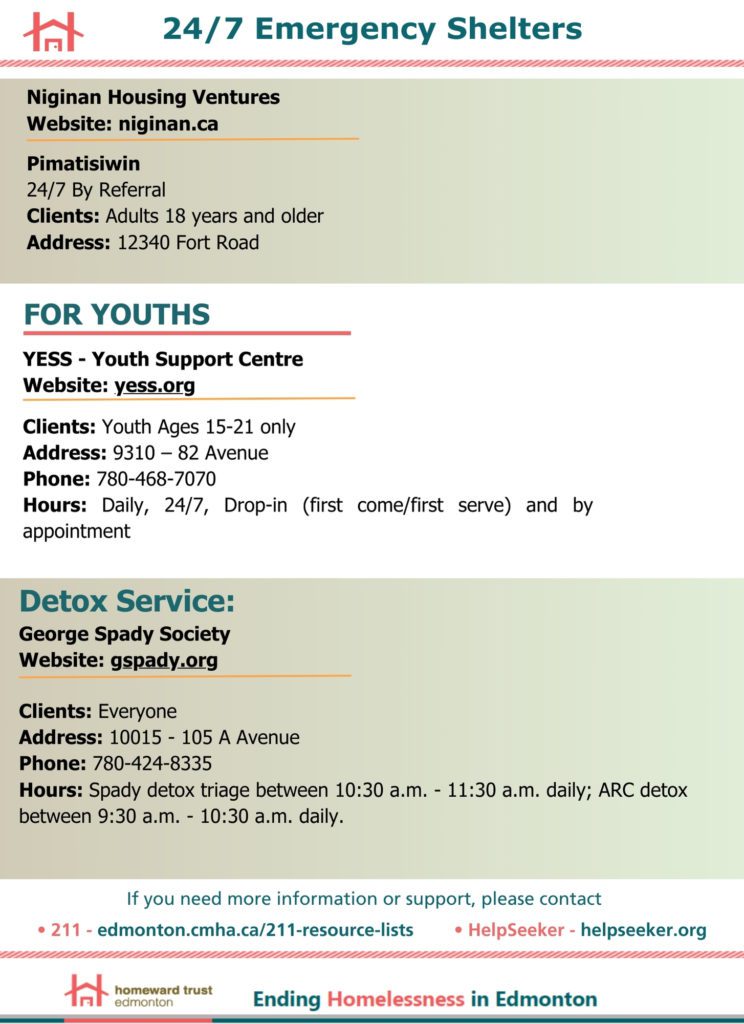 24/7 Emergency Shelters
Niginan Housing Ventures
Website: niginan.ca
Pimatisiwin
24/7 By Referral
Clients: Adults 18 years and older
Address: 12340 Fort Road
FOR YOUTHS
YESS - Youth Support Centre
Website: yess.org
Clients: Youth Ages 15-21 only
Address: 9310 – 82 Avenue
Phone: 780-468-7070
Hours: Daily, 24/7, Drop-in (first come/first serve) and by
appointment
Detox Service:
George Spady Society
Website: gspady.org
Clients: Everyone
Address: 10015 - 105 A Avenue
Phone: 780-424-8335
Hours: Spady detox triage between 10:30 a.m. - 11:30 a.m. daily; ARC detox
between 9:30 a.m. - 10:30 a.m. daily.
If you need more information or support, please contact
• 211 - edmonton.cmha.ca/211-resource-lists • HelpSeeker - helpseeker.org
homeward trust
edmonton
Ending Homelessness in Edmonton